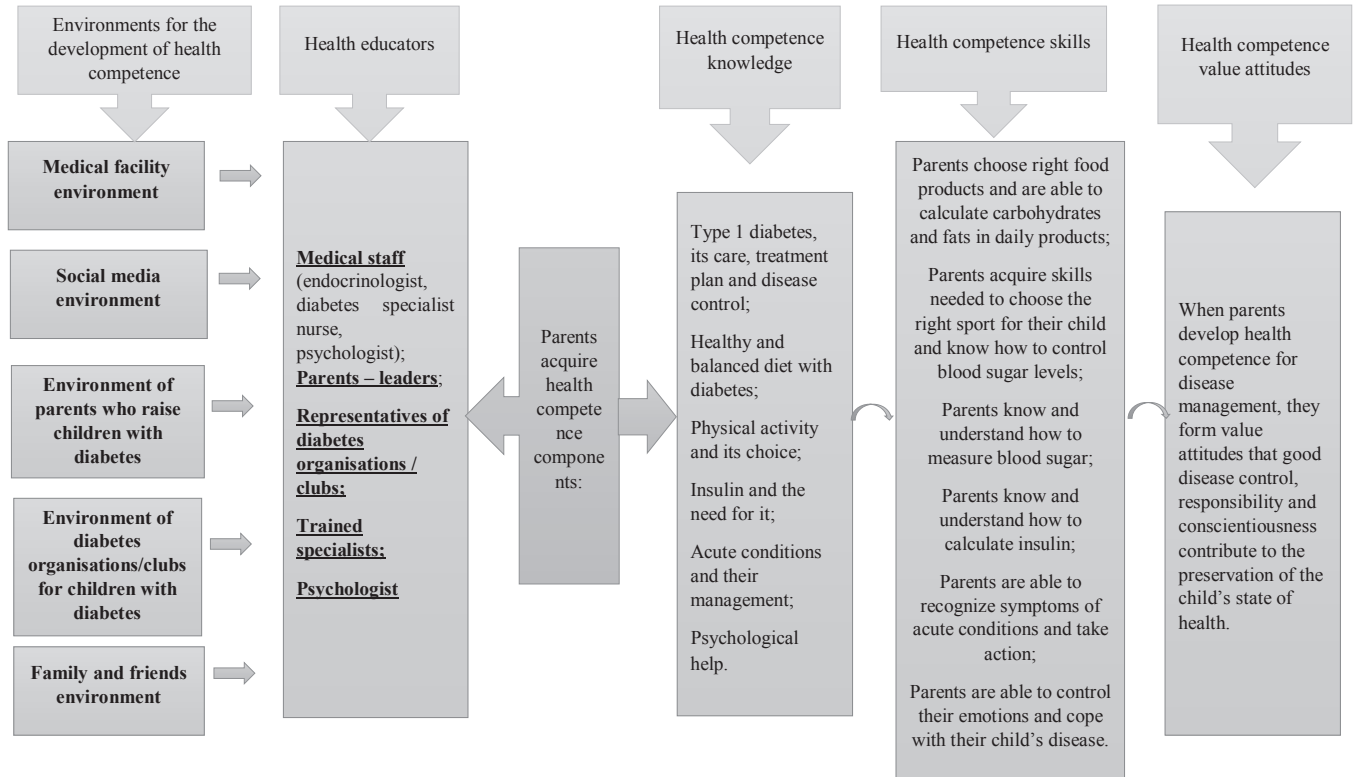 Environments for the
development of health
competence
Health educators
Health competence
knowledge
Health competence skills
Health competence
value attitudes
Medical facility
environment
Social media
environment
Environment of
parents who raise
children with
diabetes
Environment of
diabetes
organisations/clubs
for children with
diabetes
Family and friends
environment
Medical staff
(endocrinologist,
diabetes specialist
nurse,
psychologist);
Parents – leaders;
Representatives of
diabetes
organisations /
clubs;
Trained
specialists;
Psychologist
Parents
acquire
health
compete
nce
compone
nts:
Type 1 diabetes,
its care, treatment
plan and disease
control;
Healthy and
balanced diet with
diabetes;
Physical activity
and its choice;
Insulin and the
need for it;
Acute conditions
and their
management;
Psychological
help.
Parents choose right food
products and are able to
calculate carbohydrates
and fats in daily products;
Parents acquire skills
needed to choose the
right sport for their child
and know how to control
blood sugar levels;
Parents know and
understand how to
measure blood sugar;
Parents know and
understand how to
calculate insulin;
Parents are able to
recognize symptoms of
acute conditions and take
action;
Parents are able to control
their emotions and cope
with their child's disease.
When parents
develop health
competence for
disease
management, they
form value
attitudes that good
disease control,
responsibility and
conscientiousness
contribute to the
preservation of the
child's state of
health.